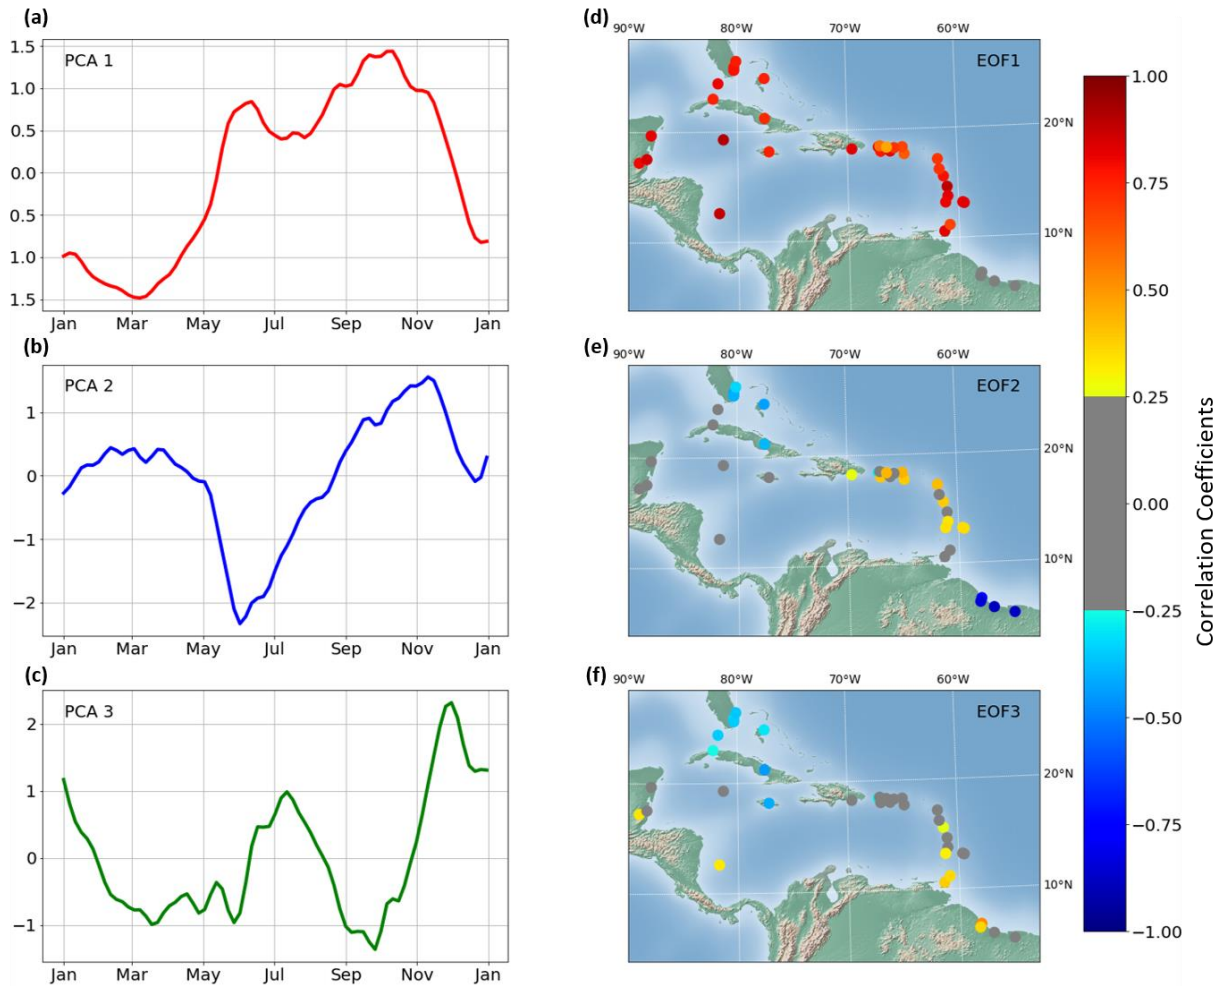 (a)
PCA 1
1.5
1.0
0.5
0.0
0.5
1.0
1.5
Jan Mar May Jul Sep Nov Jan
(d)
90°W 80°W 70°W 60°W
EOF1
20°N
10°N
(b)
PCA 2
1
0
−1
−2
Jan Mar May Jul Sep Nov Jan
(e)
90°W 80°W 70°W 60°W
EOF2
20°N
10°N
(c)
PCA 3
2
1
0
−1
Jan Mar May Jul Sep Nov Jan
(f)
90°W 80°W 70°W 60°W
EOF3
20°N
10°N
1.00
0.75
0.50
0.25
0.00
−0.25
−0.50
−0.75
−1.00
Correlation Coefficients